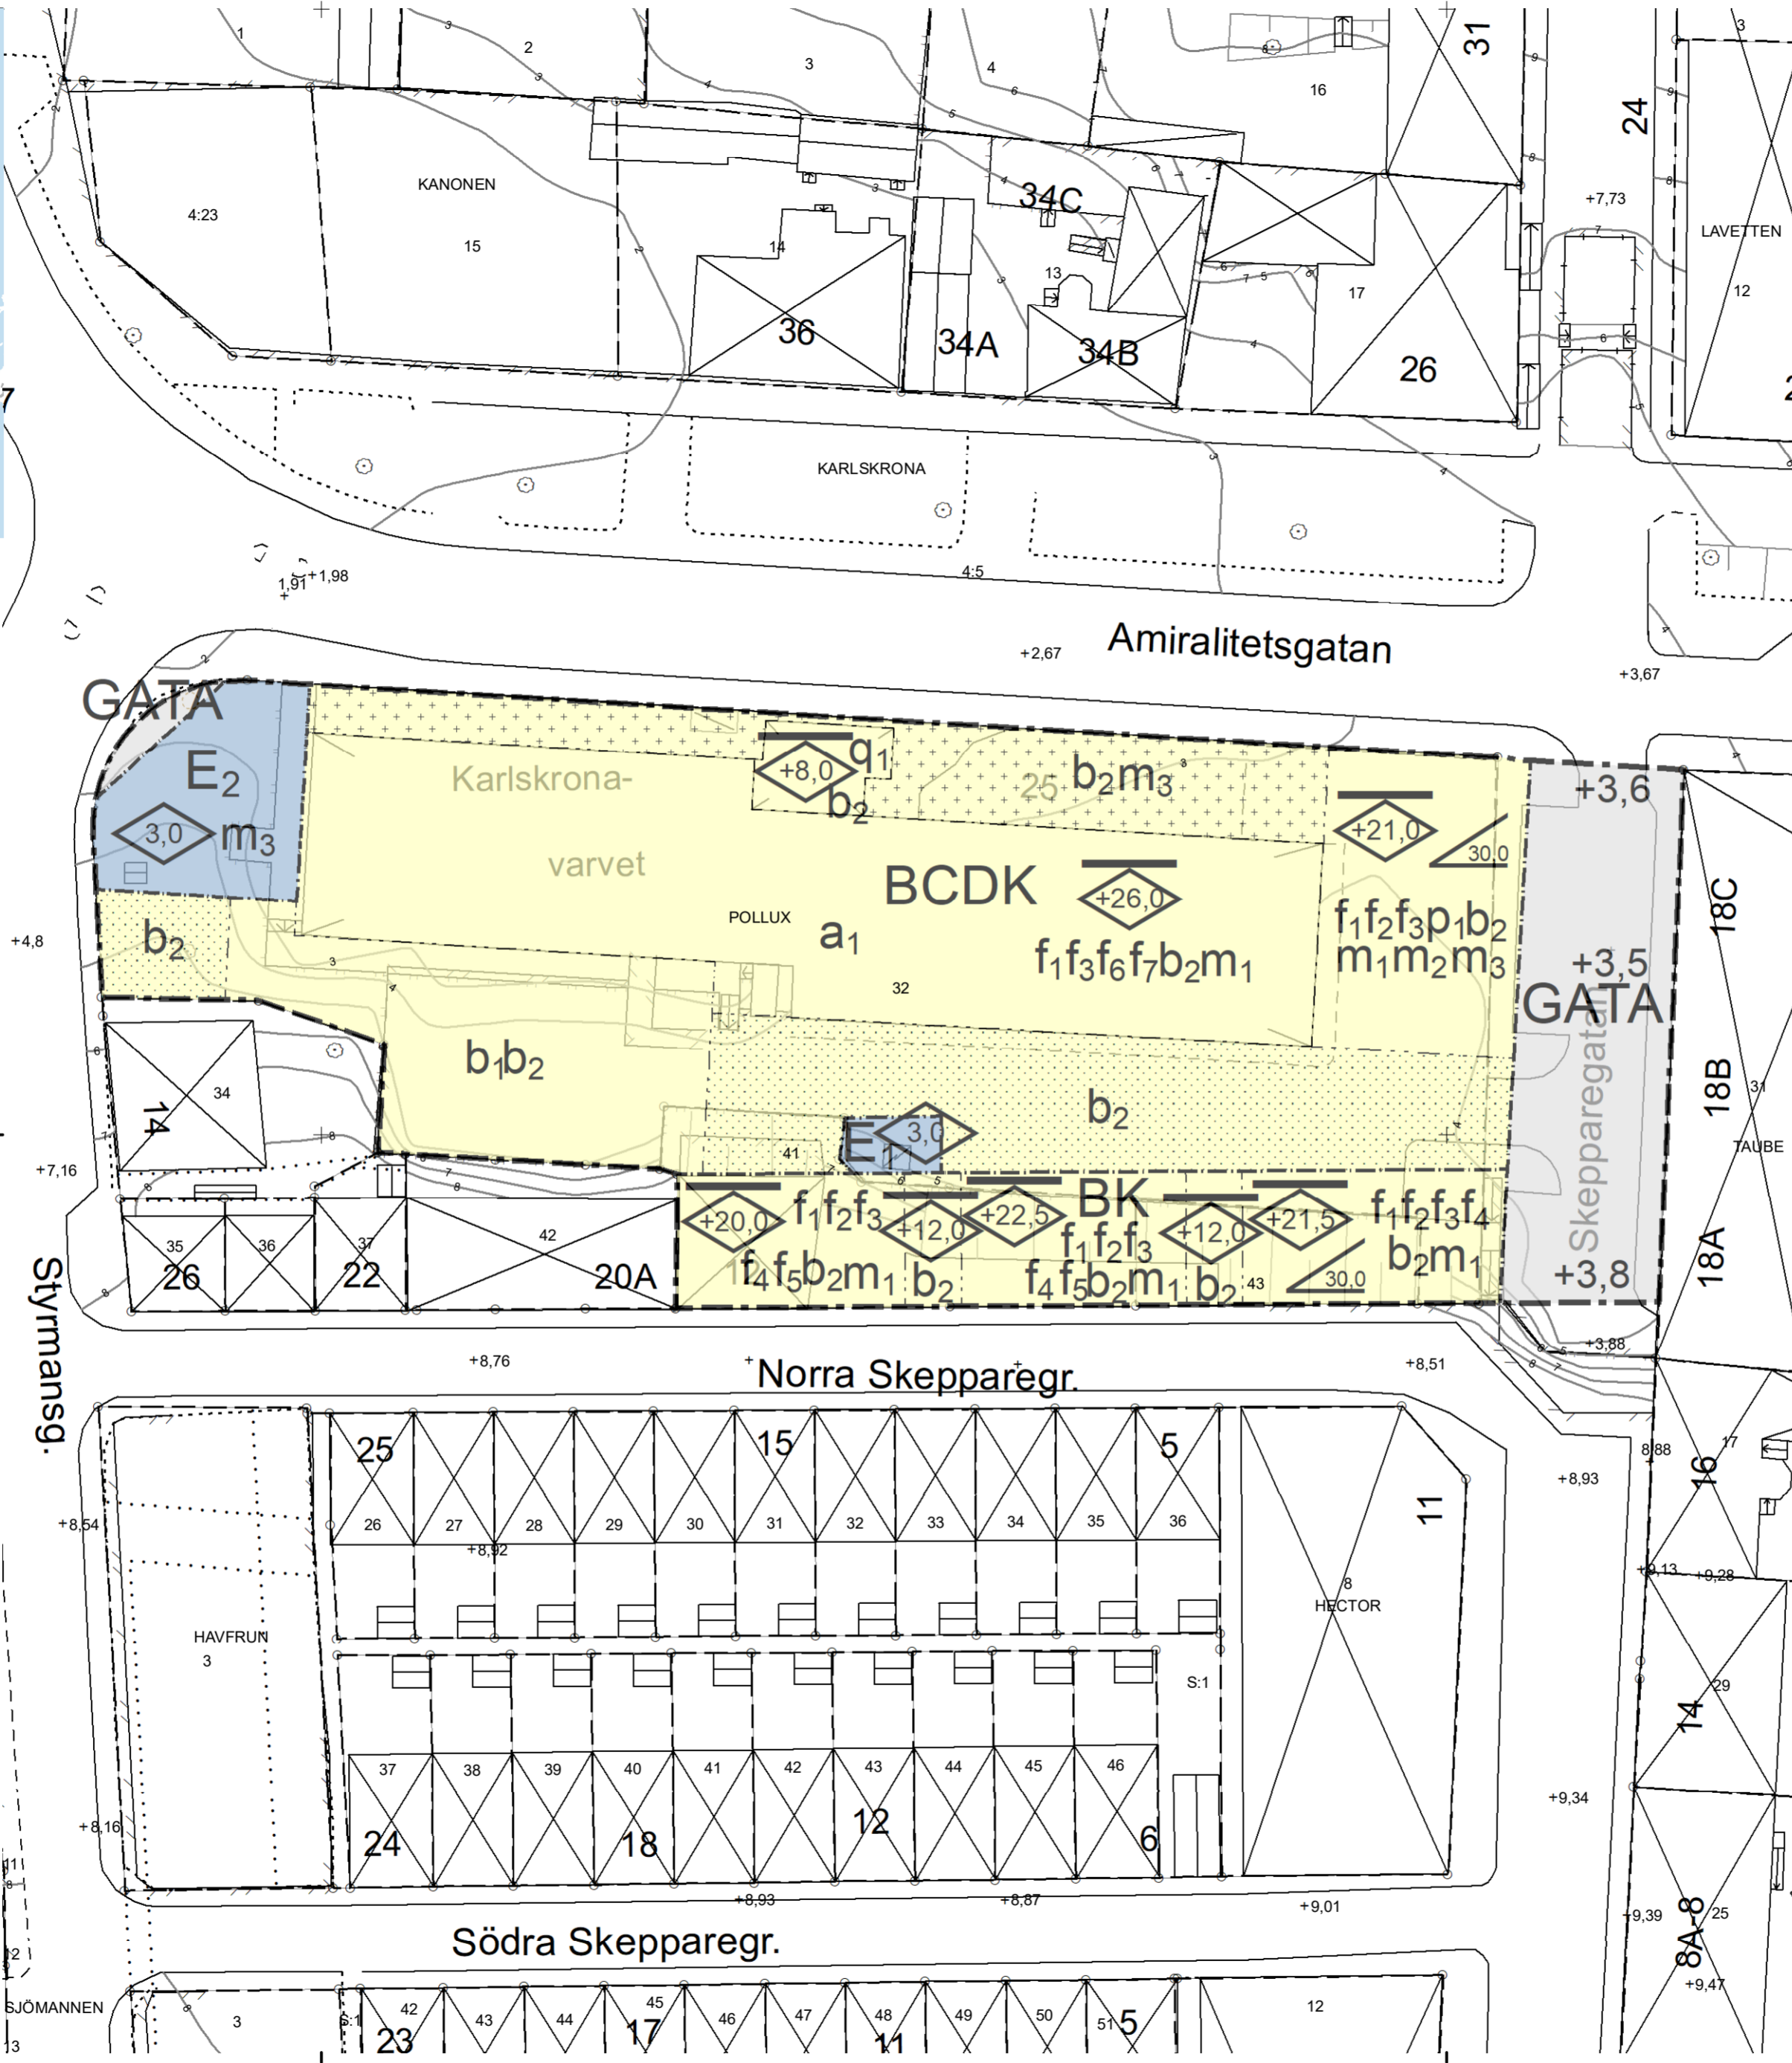 1
2
3
3
4
31
16
24
3
KANONEN
4:23
15
14
34C
13
+7,73
LAVETTEN
12
17
36
34A
34B
26
7
KARLSKRONA
4:5
1,91
+1,98
+2,67
Amiralitetsgatan
+3,67
GATA
E2
3,0
m3
Karlskrona-
varvet
+8,0
q1
b2
25
b2m3
+21,0
30,0
+3,6
BCDK
+26,0
POLLUX
a1
32
f1f3f6f7b2m1
f1f2f3p1b2
m1m2m3
+3,5
GATA
Skepparegatan
+4,8
b2
b1b2
b2
18C
18B
31
TAUBE
18A
34
14
+7,16
41
E1
3,0
+20,0
f1f2f3
+12,0
+22,5
BK
f1f2f3
+12,0
+21,5
f1f2f3f4
b2m1
f4f5b2m1
b2
f4f5b2m1
b2
43
30,0
+3,8
35
26
36
37
22
42
20A
Styrmansg.
+8,76
Norra Skepparegr.
+8,51
+3,88
25
15
5
11
26
27
28
29
30
31
32
33
34
35
36
+8,92
+8,54
8,88
+8,93
17
16
+9,13
+9,28
HAVFRUN
3
8
HECTOR
S:1
29
14
37
38
39
40
41
42
43
44
45
46
24
18
12
6
+8,16
+9,34
+8,93
+8,87
+9,01
+9,39
25
8A-8
+9,47
Södra Skepparegr.
SJÖMANNEN
13
3
S:1
42
43
44
45
46
47
48
49
50
51
12
23
17
11
5